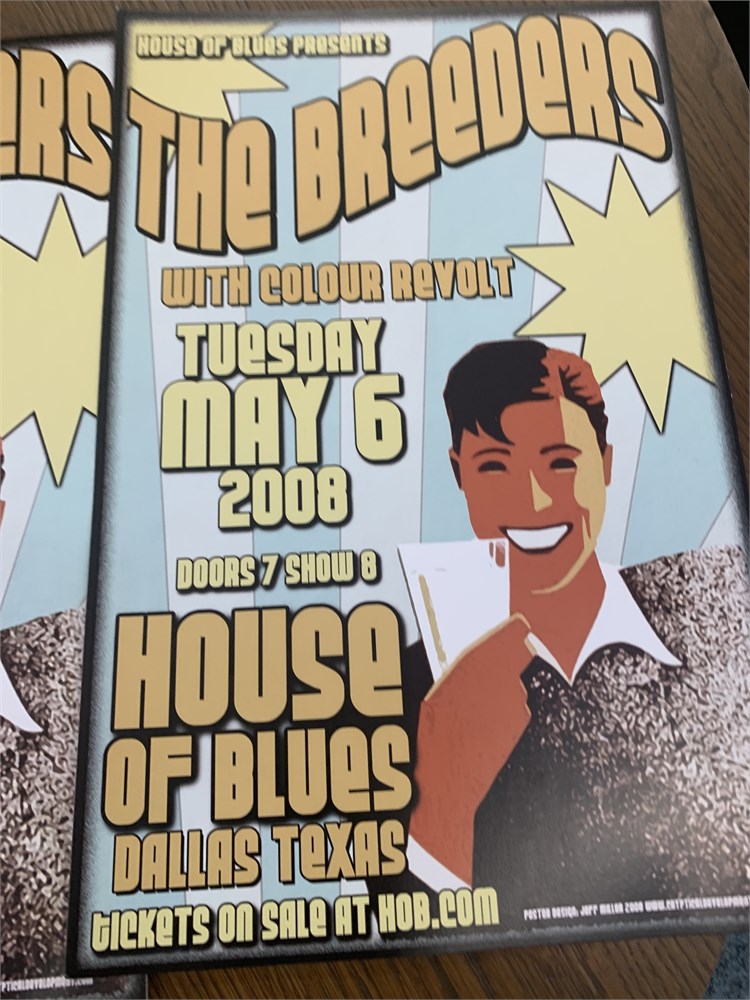 HOUSE OF BLUES PRESENTS
THE BREEDERS
WITH COLOUR REVOLT
TUESDAY
MAY 6
2008
DOORS 7 SHOW 8
HOUSE
OF BLUES
DALLAS TEXAS
TICKETS ON SALE AT HOB.COM
POSTER DESIGN: JEFF MILLER 2008
ERS